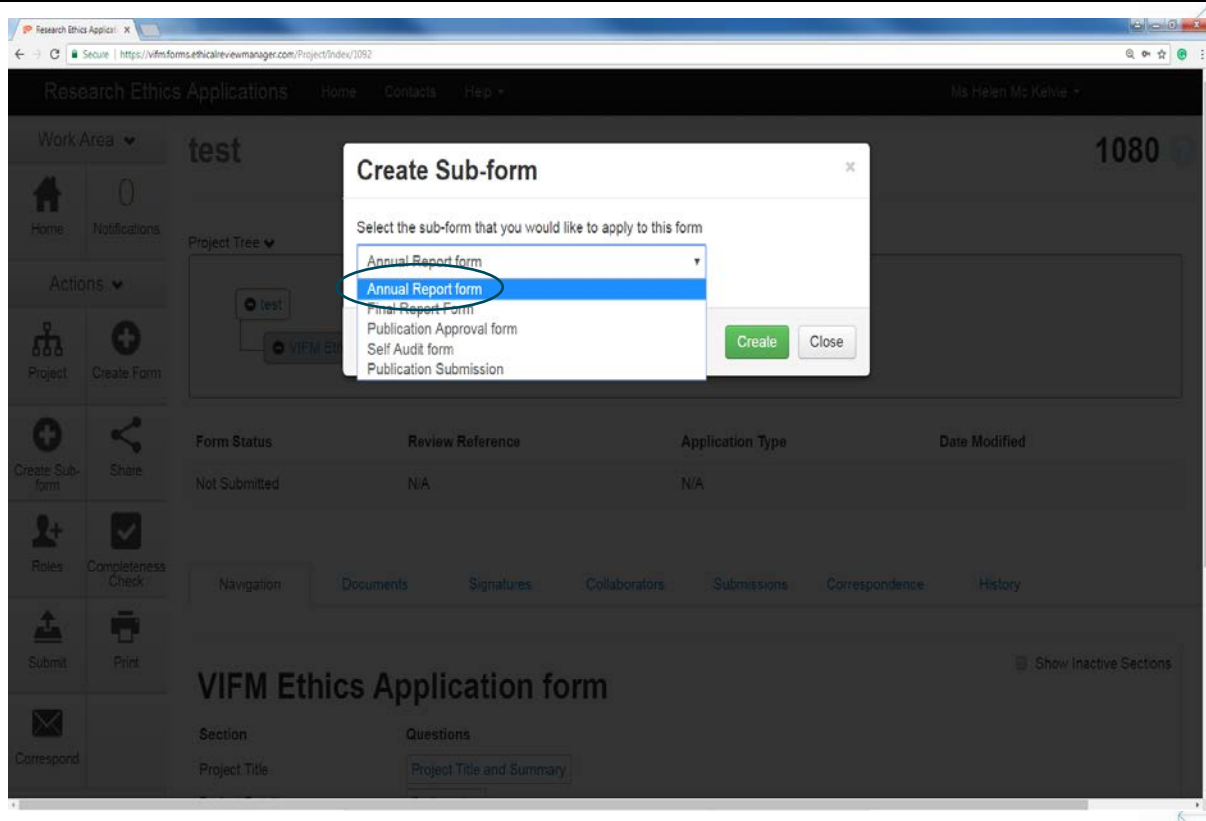 Research Ethics Applicati
Secure | https://vifm.forms.ethicalreviewmanager.com/Project/Index/1092
Research Ethics Applications Home Contacts Help Ms Helen Mc Kelvie
Work Area
test 1080
Create Sub-form ×
0
Home Notifications
Select the sub-form that you would like to apply to this form
Project Tree
Annual Report form
Actions
Annual Report form
test
Final Report Form
Publication Approval form
VIFM
Self Audit form
Create Close
Project Create Form
Publication Submission
Form Status Review Reference Application Type Date Modified
Create Sub-form Share
Not Submitted N/A N/A
Roles Completeness Check
Navigation Documents Signatures Collaborators Submissions Correspondence History
Submit Print
Show Inactive Sections
VIFM Ethics Application form
Section Questions
Correspond
Project Title Project Title and Summary